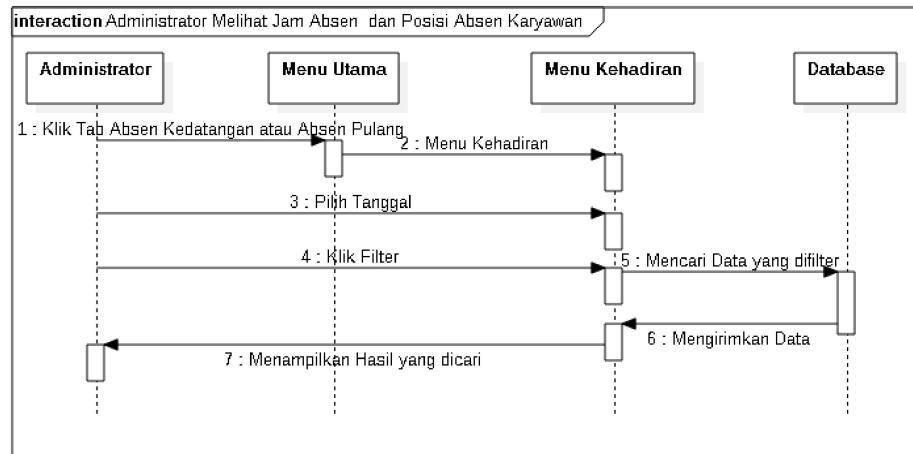 interaction Administrator Melihat Jam Absen dan Posisi Absen Karyawan
Administrator
Menu Utama
Menu Kehadiran
Database
1 : Klik Tab Absen Kedatangan atau Absen Pulang
2 : Menu Kehadiran
3 : Pilih Tanggal
4 : Klik Filter
5 : Mencari Data yang difilter
6 : Mengirimkan Data
7 : Menampilkan Hasil yang dicari